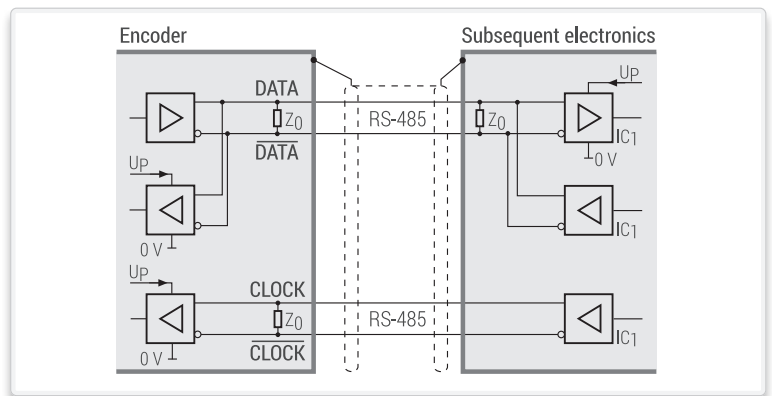 Encoder
Subsequent electronics
DATA
UP
Z0
RS-485
Z0
DATA
IC1
0 V
UP
0 V
IC1
UP
CLOCK
Z0
RS-485
CLOCK
0 V
IC1